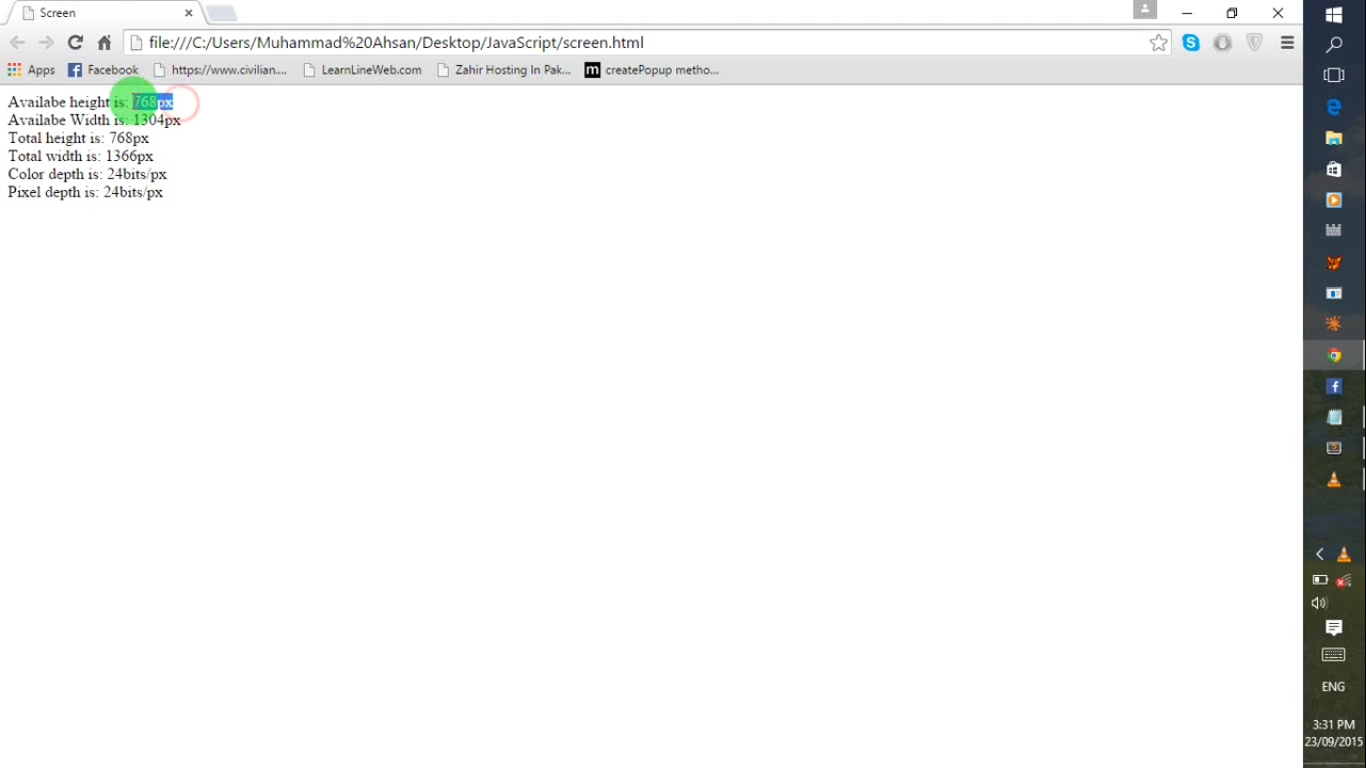 Screen
file:///C:/Users/Muhammad%20Ahsan/Desktop/JavaScript/screen.html
Apps Facebook https://www.civilian.... LearnLineWeb.com Zahir Hosting In Pak... m createPopup metho...
Availabe height is: 768px
Availabe Width is: 1304px
Total height is: 768px
Total width is: 1366px
Color depth is: 24bits/px
Pixel depth is: 24bits/px
ENG
3:31 PM
23/09/2015